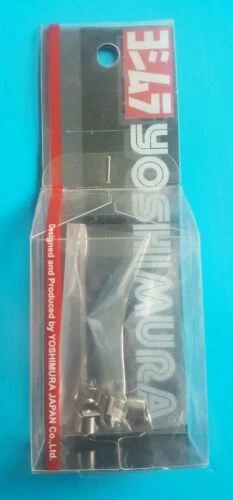 ヨシムラ
YOSHIMURA
Designed and Produced by YOSHIMURA JAPAN Co.,Ltd.